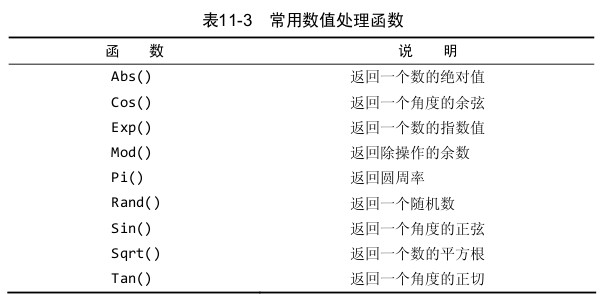 表11-3 常用数值处理函数
函 数 说 明
Abs() 返回一个数的绝对值
Cos() 返回一个角度的余弦
Exp() 返回一个数的指数值
Mod() 返回除操作的余数
Pi() 返回圆周率
Rand() 返回一个随机数
Sin() 返回一个角度的正弦
Sqrt() 返回一个数的平方根
Tan() 返回一个角度的正切